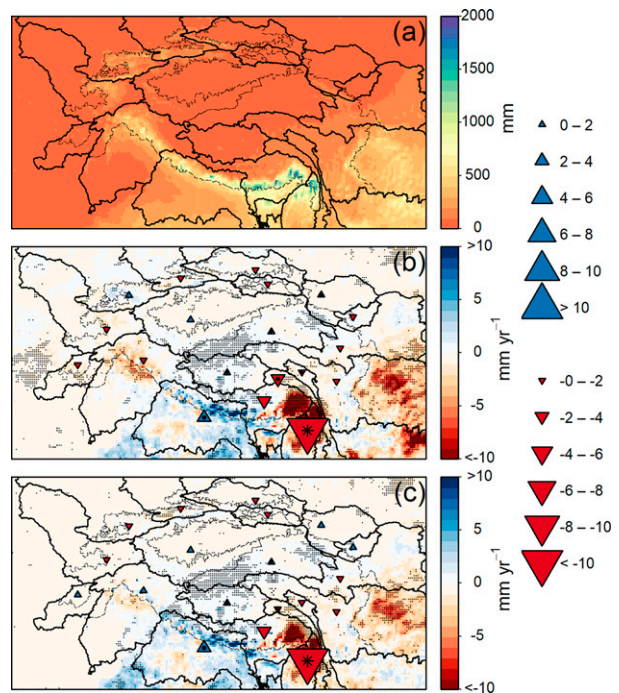 (a)
2000
1500
1000
500
0
mm
(b)
>10
5
0
-5
<-10
mm yr⁻¹
(c)
>10
5
0
-5
<-10
mm yr⁻¹
0 – 2
2 – 4
4 – 6
6 – 8
8 – 10
> 10
-0 – -2
-2 – -4
-4 – -6
-6 – -8
-8 – -10
< -10